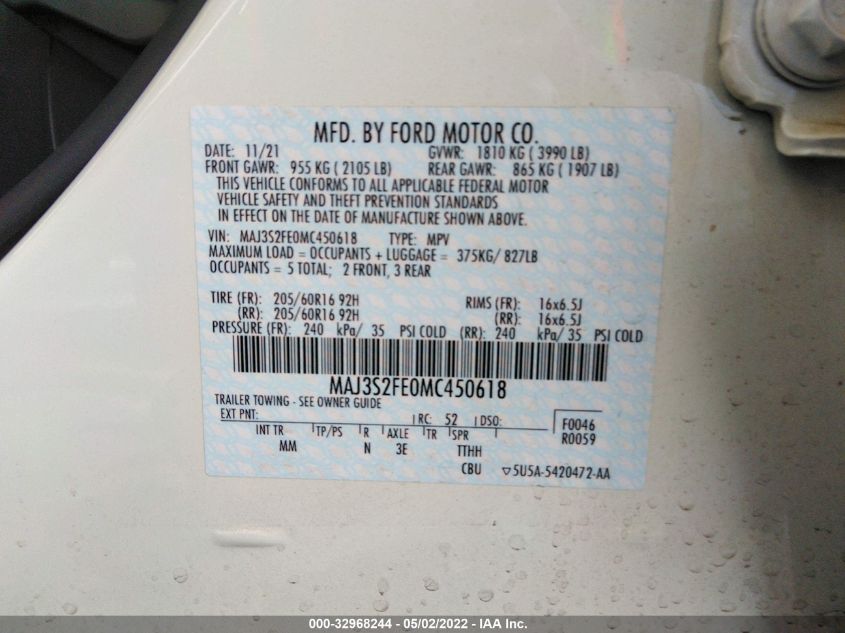 MFD. BY FORD MOTOR CO.
DATE: 11/21 GVWR: 1810 KG ( 3990 LB)
FRONT GAWR: 955 KG ( 2105 LB) REAR GAWR: 865 KG ( 1907 LB)
THIS VEHICLE CONFORMS TO ALL APPLICABLE FEDERAL MOTOR
VEHICLE SAFETY AND THEFT PREVENTION STANDARDS
IN EFFECT ON THE DATE OF MANUFACTURE SHOWN ABOVE.
VIN: MAJ3S2FE0MC450618 TYPE: MPV
MAXIMUM LOAD = OCCUPANTS + LUGGAGE = 375KG/ 827LB
OCCUPANTS = 5 TOTAL; 2 FRONT, 3 REAR
TIRE (FR): 205/60R16 92H RIMS (FR): 16x6.5J
(RR): 205/60R16 92H (RR): 16x6.5J
PRESSURE (FR): 240 kPa/ 35 PSI COLD (RR): 240 kPa/ 35 PSI COLD
MAJ3S2FE0MC450618
TRAILER TOWING - SEE OWNER GUIDE
EXT PNT: RC: 52 DSO: F0046
INT TR TP/PS R AXLE TR SPR R0059
MM N 3E TTHH
CBU ▽5U5A-5420472-AA
000-32968244 - 05/02/2022 - IAA Inc.